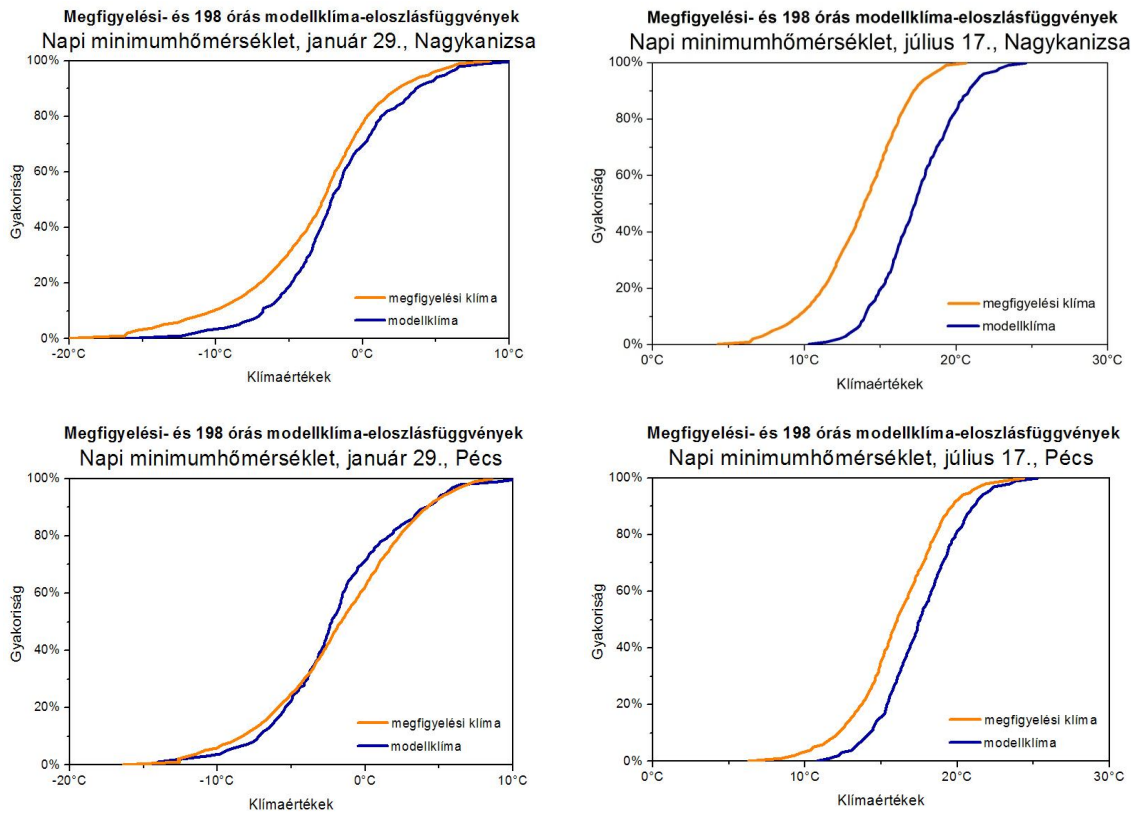 Megfigyelési- és 198 órás modellklíma-eloszlásfüggvények
Napi minimumhőmérséklet, január 29., Nagykanizsa
100%
80%
60%
40%
20%
0%
Gyakoriság
megfigyelési klíma
modellklíma
-20°C
-10°C
0°C
10°C
Klímaértékek
Megfigyelési- és 198 órás modellklíma-eloszlásfüggvények
Napi minimumhőmérséklet, július 17., Nagykanizsa
100%
80%
60%
40%
20%
0%
Gyakoriság
megfigyelési klíma
modellklíma
0°C
10°C
20°C
30°C
Klímaértékek
Megfigyelési- és 198 órás modellklíma-eloszlásfüggvények
Napi minimumhőmérséklet, január 29., Pécs
100%
80%
60%
40%
20%
0%
Gyakoriság
megfigyelési klíma
modellklíma
-20°C
-10°C
0°C
10°C
Klímaértékek
Megfigyelési- és 198 órás modellklíma-eloszlásfüggvények
Napi minimumhőmérséklet, július 17., Pécs
100%
80%
60%
40%
20%
0%
Gyakoriság
megfigyelési klíma
modellklíma
0°C
10°C
20°C
30°C
Klímaértékek